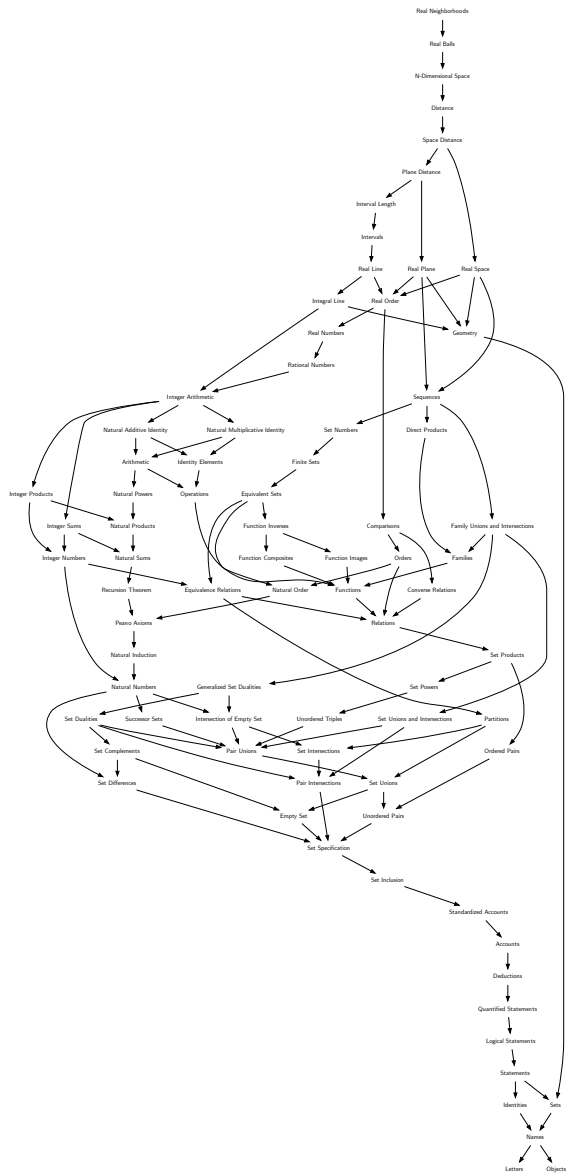 Real Neighborhoods
Real Balls
N-Dimensional Space
Distance
Space Distance
Plane Distance
Interval Length
Intervals
Real Line Real Plane Real Space
Integral Line Real Order
Real Numbers Geometry
Rational Numbers
Integer Arithmetic Sequences
Natural Additive Identity Natural Multiplicative Identity Set Numbers Direct Products
Arithmetic Identity Elements Finite Sets
Integer Products Natural Powers Operations Equivalent Sets
Integer Sums Natural Products Function Inverses Comparisons Family Unions and Intersections
Integer Numbers Natural Sums Function Composites Function Images Orders Families
Recursion Theorem Equivalence Relations Natural Order Functions Converse Relations
Peano Axioms Relations
Natural Induction Set Products
Natural Numbers Generalized Set Dualities Set Powers
Set Dualities Successor Sets Intersection of Empty Set Unordered Triples Set Unions and Intersections Partitions
Set Complements Pair Unions Set Intersections Ordered Pairs
Set Differences Pair Intersections Set Unions
Empty Set Unordered Pairs
Set Specification
Set Inclusion
Standardized Accounts
Accounts
Deductions
Quantified Statements
Logical Statements
Statements
Identities Sets
Names
Letters Objects